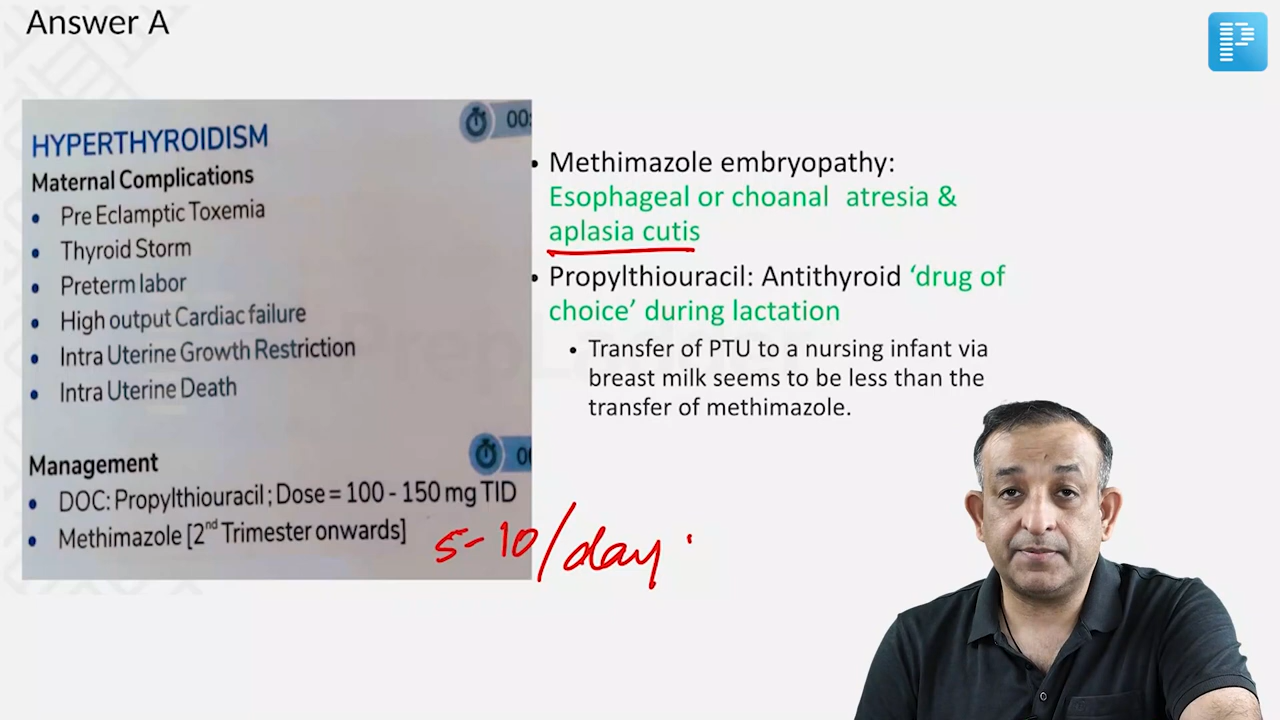 Answer A
HYPERTHYROIDISM
00:
Maternal Complications
• Pre Eclamptic Toxemia
• Thyroid Storm
• Preterm labor
• High output Cardiac failure
• Intra Uterine Growth Restriction
• Intra Uterine Death
Management
• DOC: Propylthiouracil; Dose = 100 - 150 mg TID
• Methimazole [2nd Trimester onwards]
5-10/day
• Methimazole embryopathy:
Esophageal or choanal atresia &
aplasia cutis
• Propylthiouracil: Antithyroid ‘drug of
choice’ during lactation
• Transfer of PTU to a nursing infant via
breast milk seems to be less than the
transfer of methimazole.